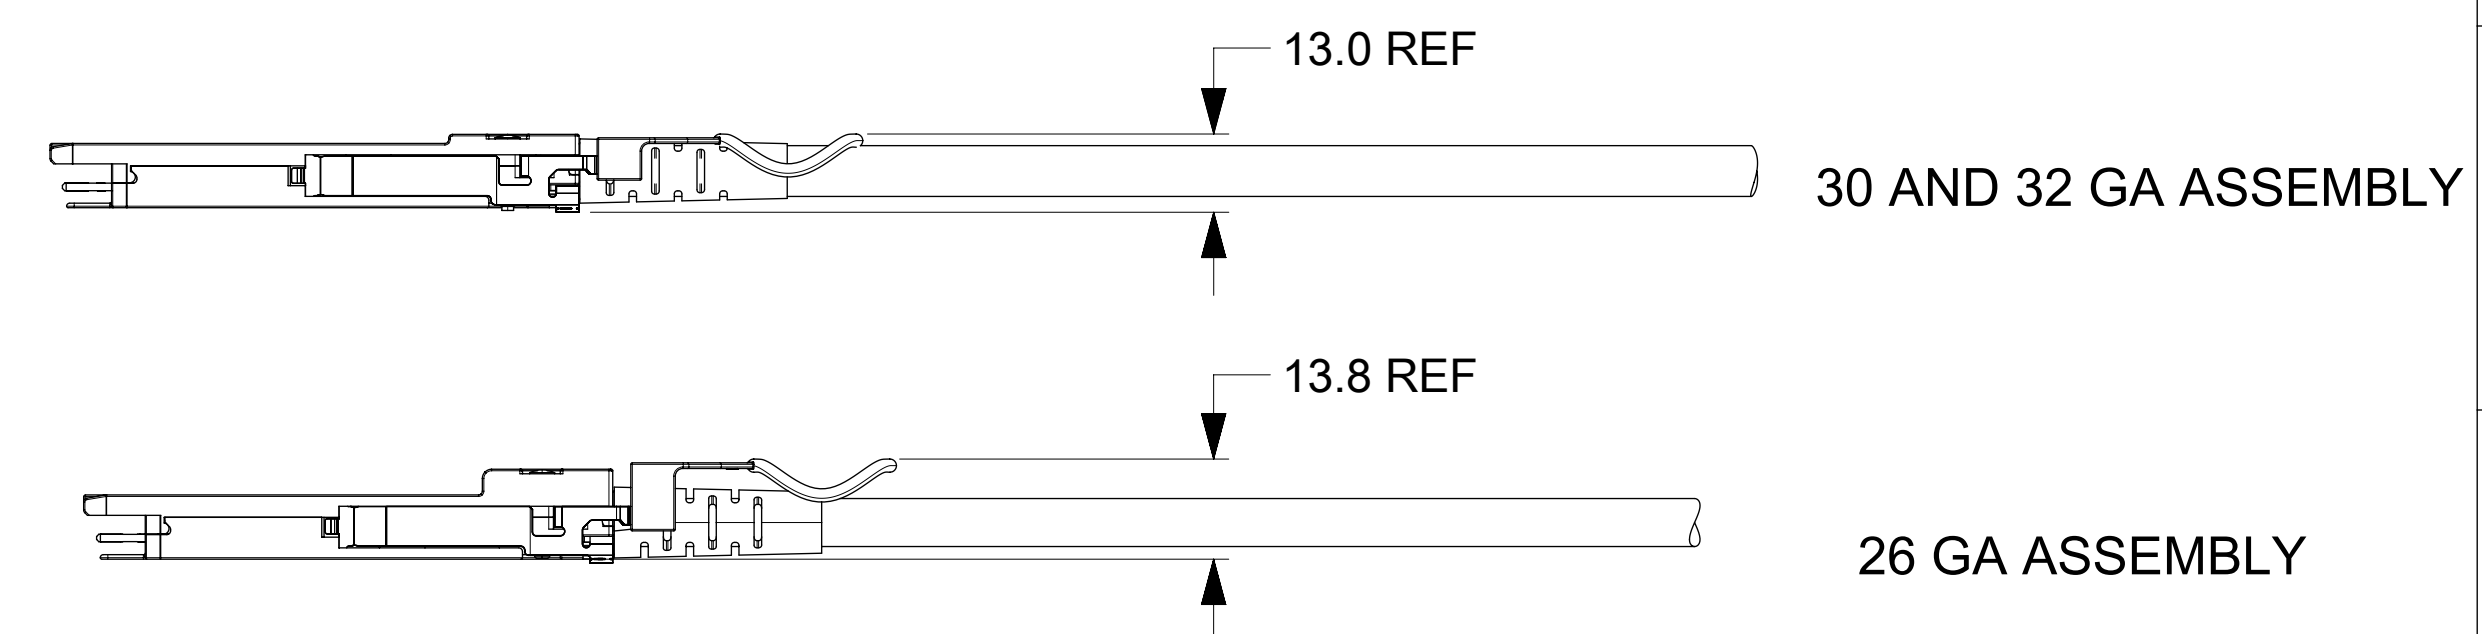 13.0 REF
30 AND 32 GA ASSEMBLY
13.8 REF
26 GA ASSEMBLY